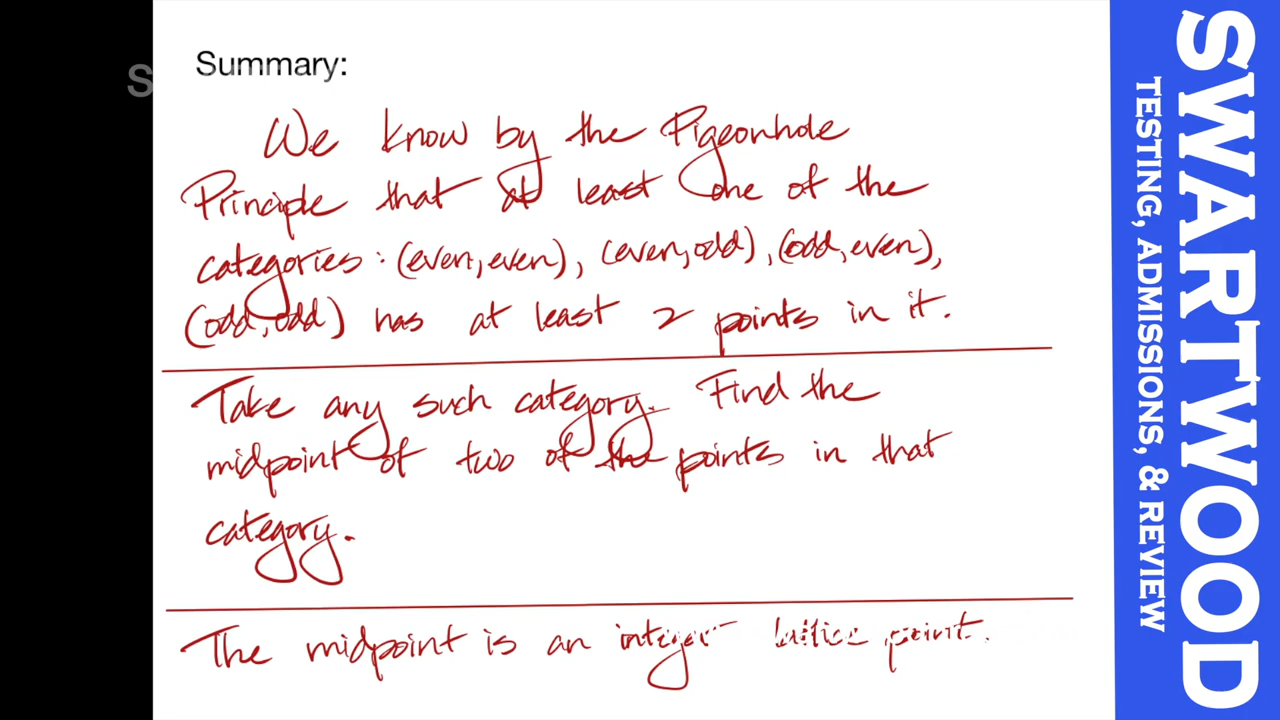 S
Summary:
We know by the Pigeonhole
Principle that at least one of the
categories: (even, even), (even, odd), (odd, even),
(odd, odd) has at least 2 points in it.
Take any such category. Find the
midpoint of two of the points in that
category.
The midpoint is an integer lattice point.
SWARTWOOD
TESTING, ADMISSIONS, & REVIEW